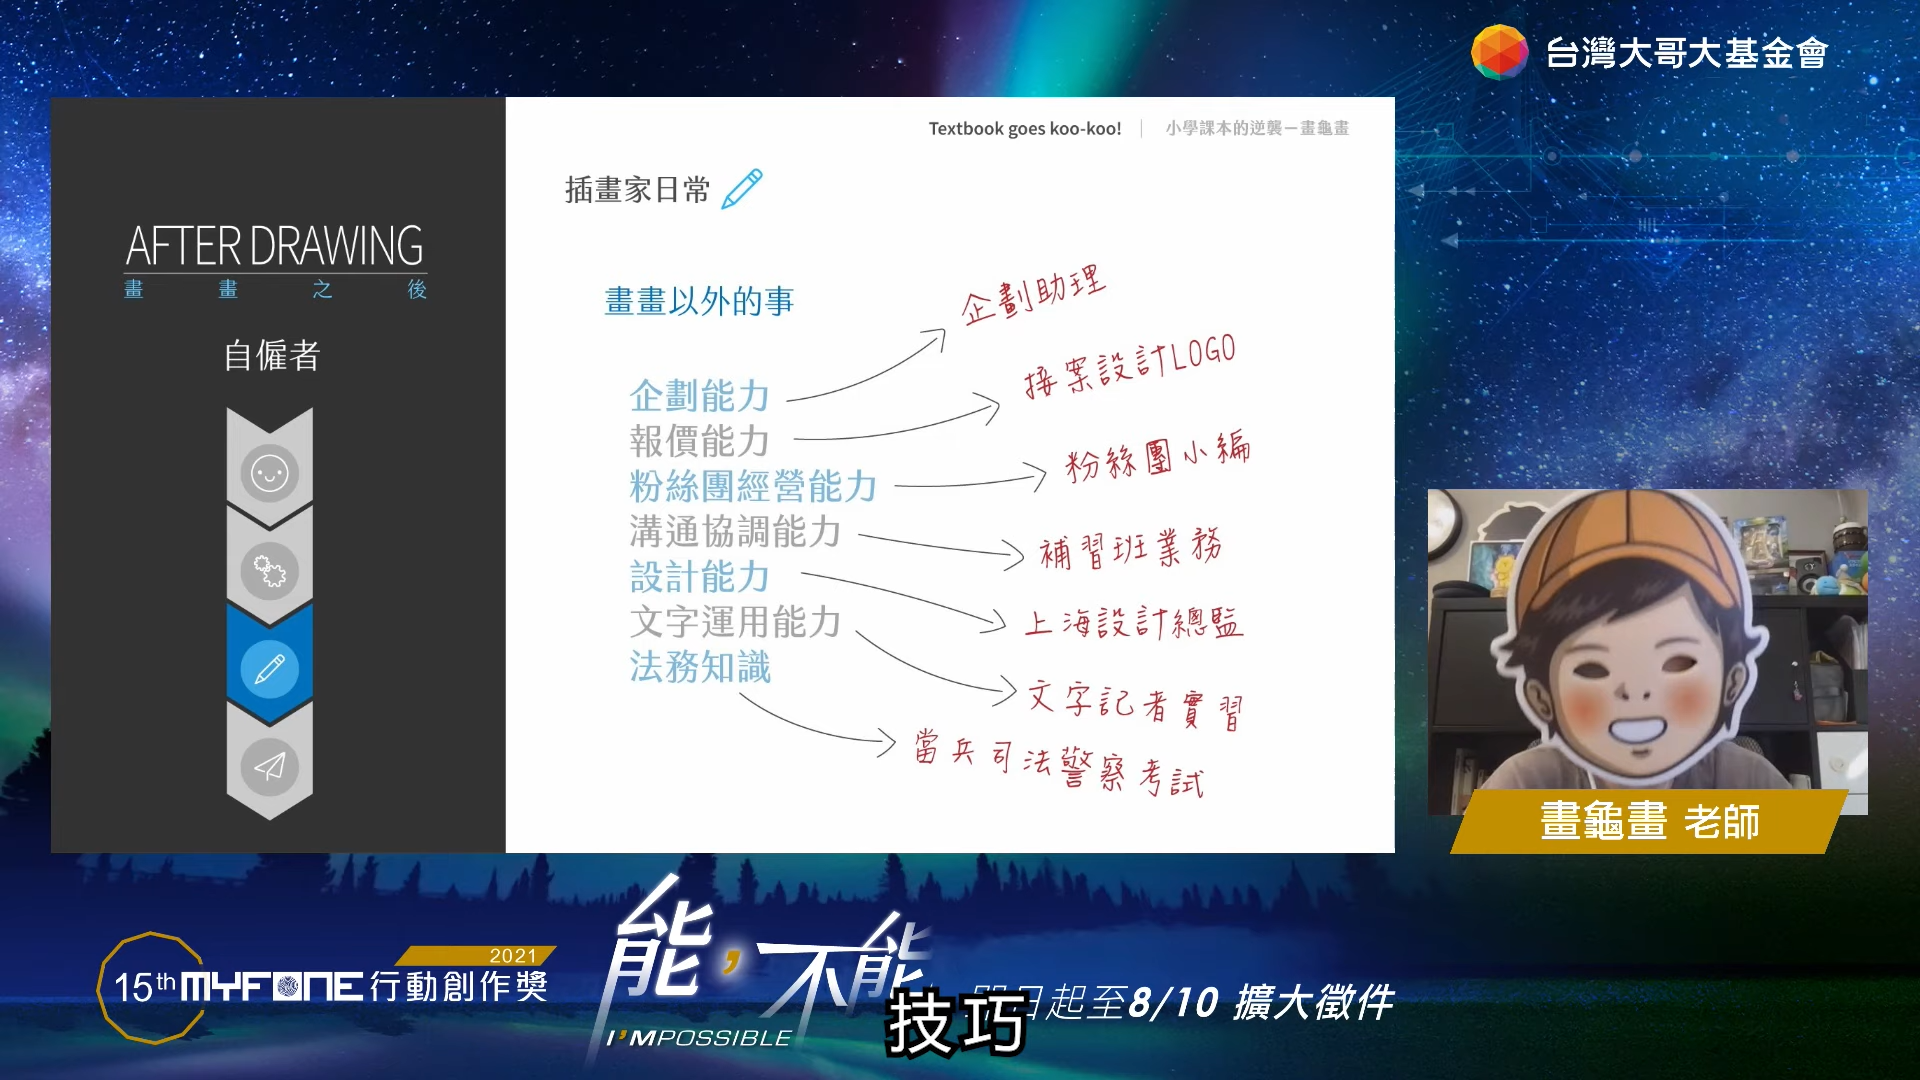 台灣大哥大基金會
Textbook goes koo-koo!
小學課本的逆襲－畫龜畫
AFTER DRAWING
畫畫之後
自僱者
插畫家日常
畫畫以外的事
企劃能力
報價能力
粉絲團經營能力
溝通協調能力
設計能力
文字運用能力
法務知識
企劃助理
接案設計LOGO
粉絲團小編
補習班業務
上海設計總監
文字記者實習
當兵司法警察考試
畫龜畫 老師
2021
15th MYFONE 行動創作獎
能,不能
I'MPOSSIBLE
日起至8/10 擴大徵件
技巧